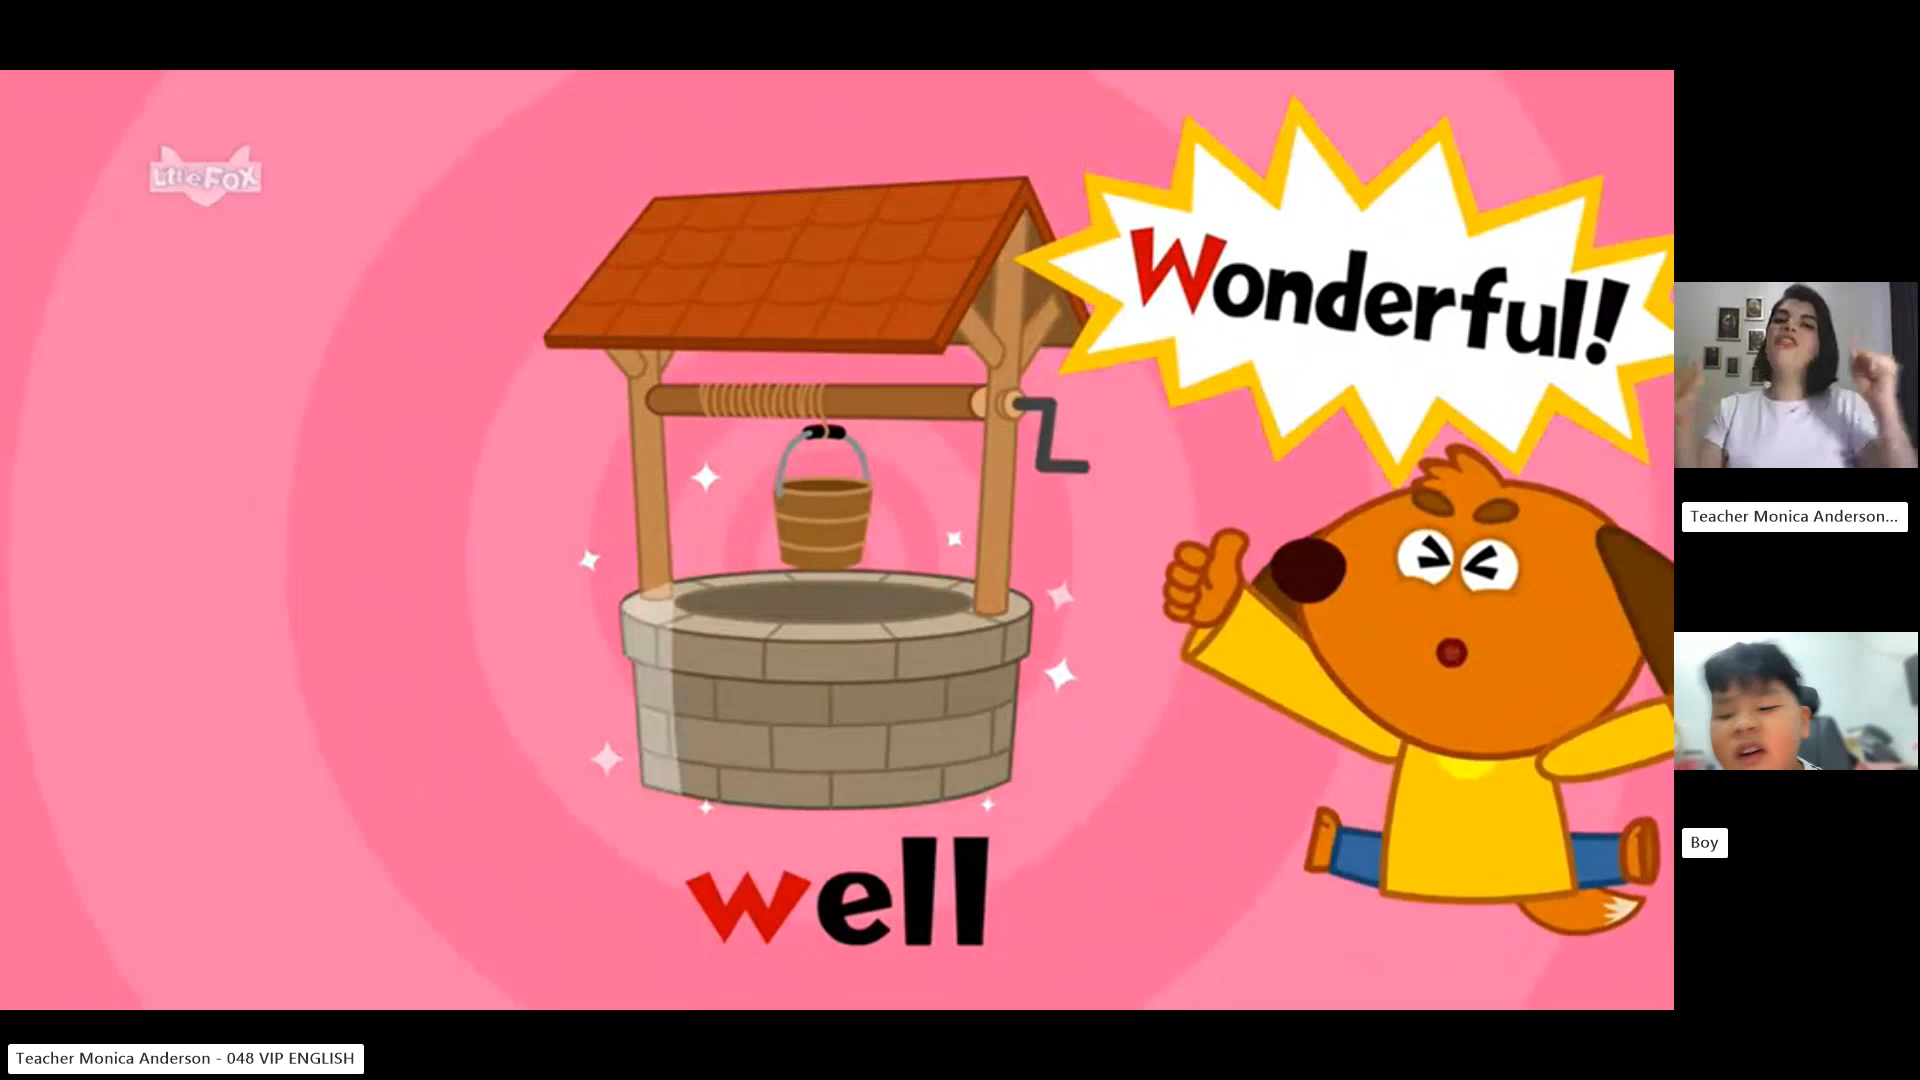 Little Fox
Wonderful!
well
Teacher Monica Anderson...
Boy
Teacher Monica Anderson - 048 VIP ENGLISH